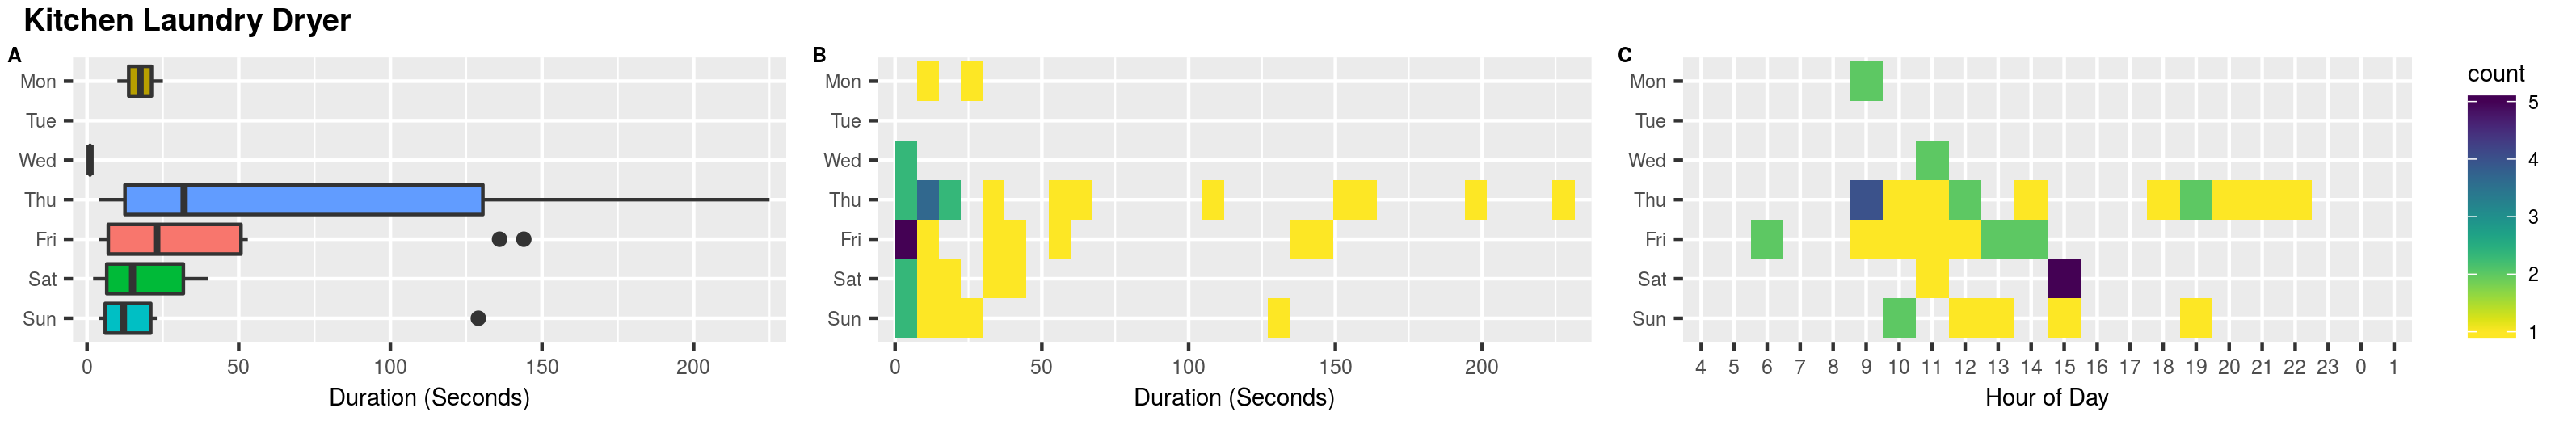 Kitchen Laundry Dryer
A
Mon
Tue
Wed
Thu
Fri
Sat
Sun
0 50 100 150 200
Duration (Seconds)
B
Mon
Tue
Wed
Thu
Fri
Sat
Sun
0 50 100 150 200
Duration (Seconds)
C
Mon
Tue
Wed
Thu
Fri
Sat
Sun
4 5 6 7 8 9 10 11 12 13 14 15 16 17 18 19 20 21 22 23 0 1
Hour of Day
count
5
4
3
2
1